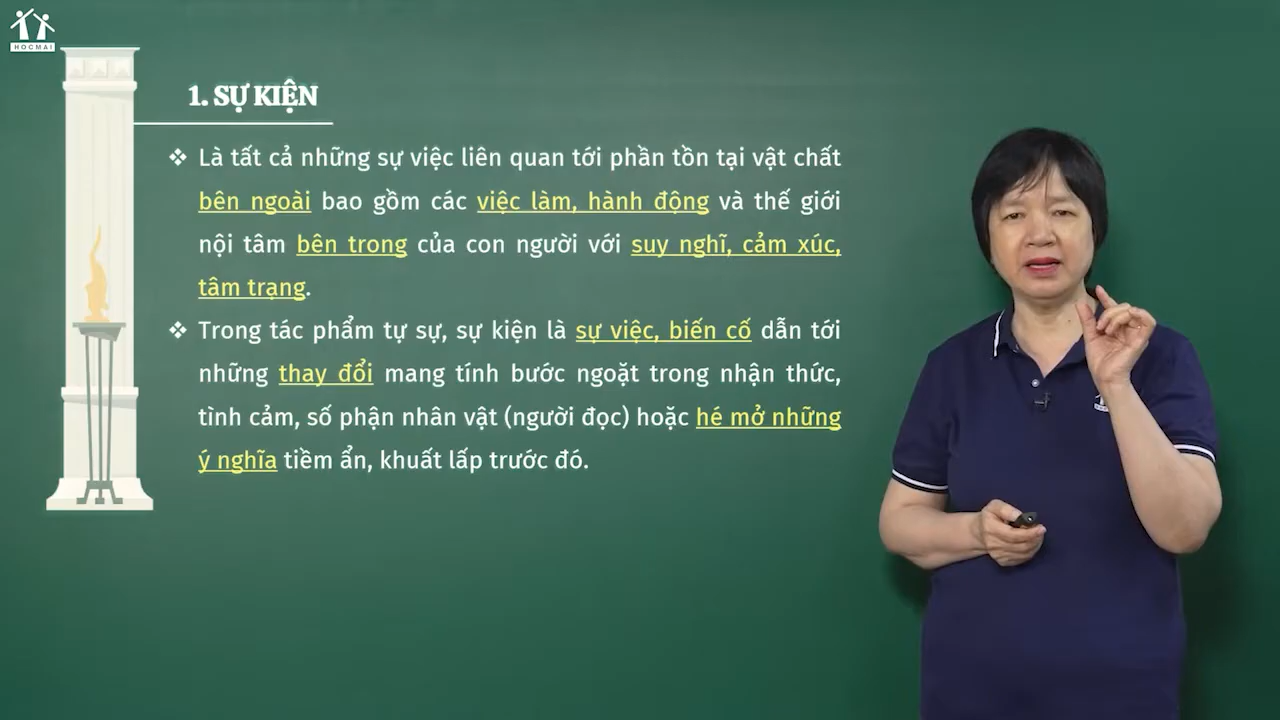 HOCMAI
1. SỰ KIỆN
❖ Là tất cả những sự việc liên quan tới phần tồn tại vật chất
bên ngoài bao gồm các việc làm, hành động và thế giới
nội tâm bên trong của con người với suy nghĩ, cảm xúc,
tâm trạng.
❖ Trong tác phẩm tự sự, sự kiện là sự việc, biến cố dẫn tới
những thay đổi mang tính bước ngoặt trong nhận thức,
tình cảm, số phận nhân vật (người đọc) hoặc hé mở những
ý nghĩa tiềm ẩn, khuất lấp trước đó.